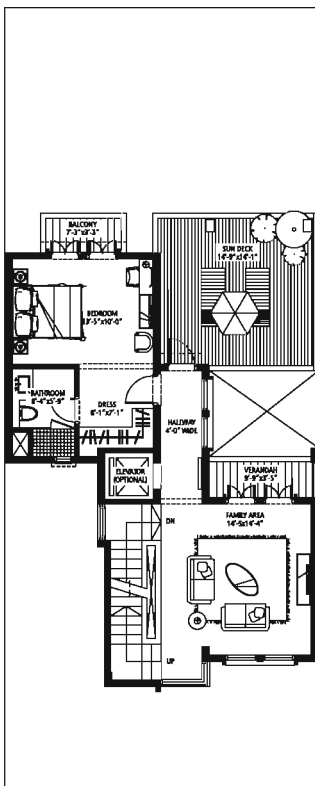 BALCONY
7'-3"x3'-3"
SUN DECK
14'-9"x14'-1"
BEDROOM
13'-5"x10'-0"
BATHROOM
8'-4"x5'-9"
DRESS
8'-1"x7'-1"
HALLWAY
4'-0" WIDE
ELEVATOR
(OPTIONAL)
VERANDAH
9'-9"x3'-5"
FAMILY AREA
14'-5x14'-4"
DN
UP